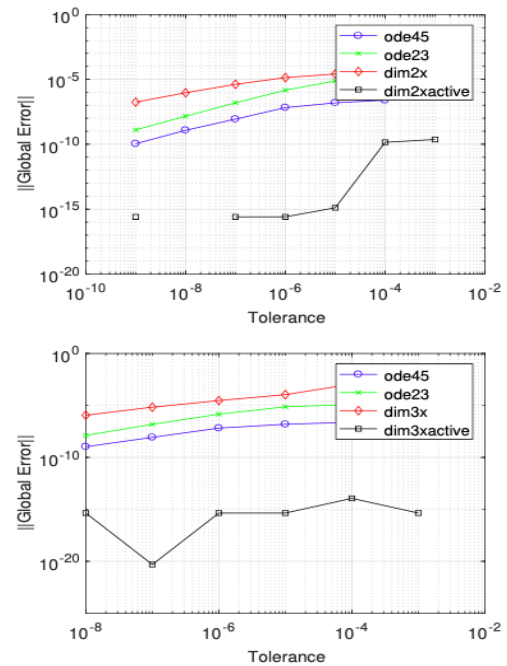 10^0
10^-5
10^-10
10^-15
10^-20
||Global Error||
ode45
ode23
dim2x
dim2xactive
10^-10
10^-8
10^-6
10^-4
10^-2
Tolerance
10^0
10^-10
10^-20
||Global Error||
ode45
ode23
dim3x
dim3xactive
10^-8
10^-6
10^-4
10^-2
Tolerance